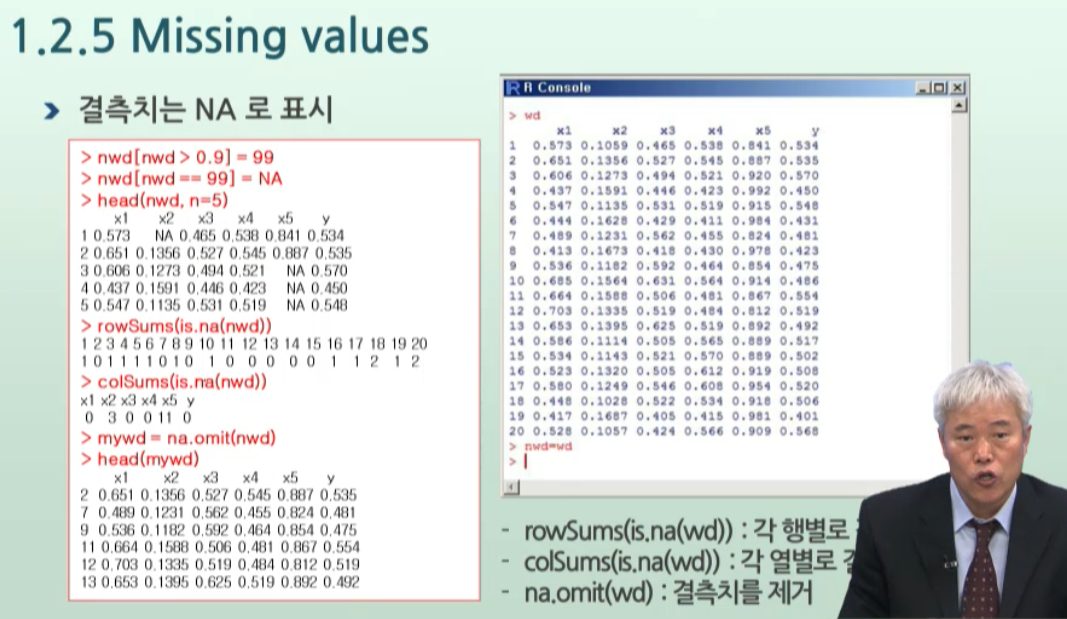 1.2.5 Missing values
› 결측치는 NA 로 표시
> nwd[nwd > 0.9] = 99
> nwd[nwd == 99] = NA
> head(nwd, n=5)
x1 x2 x3 x4 x5 y
1 0.573 NA 0.465 0.538 0.841 0.534
2 0.651 0.1356 0.527 0.545 0.887 0.535
3 0.606 0.1273 0.494 0.521 NA 0.570
4 0.437 0.1591 0.446 0.423 NA 0.450
5 0.547 0.1135 0.531 0.519 NA 0.548
> rowSums(is.na(nwd))
1 2 3 4 5 6 7 8 9 10 11 12 13 14 15 16 17 18 19 20
1 0 1 1 1 1 0 1 0 1 0 0 0 0 0 1 1 2 1 2
> colSums(is.na(nwd))
x1 x2 x3 x4 x5 y
0 3 0 0 11 0
> mywd = na.omit(nwd)
> head(mywd)
x1 x2 x3 x4 x5 y
2 0.651 0.1356 0.527 0.545 0.887 0.535
7 0.489 0.1231 0.562 0.455 0.824 0.481
9 0.536 0.1182 0.592 0.464 0.854 0.475
11 0.664 0.1588 0.506 0.481 0.867 0.554
12 0.703 0.1335 0.519 0.484 0.812 0.519
13 0.653 0.1395 0.625 0.519 0.892 0.492
R Console
> wd
x1 x2 x3 x4 x5 y
1 0.573 0.1059 0.465 0.538 0.841 0.534
2 0.651 0.1356 0.527 0.545 0.887 0.535
3 0.606 0.1273 0.494 0.521 0.920 0.570
4 0.437 0.1591 0.446 0.423 0.992 0.450
5 0.547 0.1135 0.531 0.519 0.915 0.548
6 0.444 0.1628 0.429 0.411 0.984 0.431
7 0.489 0.1231 0.562 0.455 0.824 0.481
8 0.413 0.1673 0.418 0.430 0.978 0.423
9 0.536 0.1182 0.592 0.464 0.854 0.475
10 0.685 0.1564 0.631 0.564 0.914 0.486
11 0.664 0.1588 0.506 0.481 0.867 0.554
12 0.703 0.1335 0.519 0.484 0.812 0.519
13 0.653 0.1395 0.625 0.519 0.892 0.492
14 0.586 0.1114 0.505 0.565 0.889 0.517
15 0.534 0.1143 0.521 0.570 0.889 0.502
16 0.523 0.1320 0.505 0.612 0.919 0.508
17 0.580 0.1249 0.546 0.608 0.954 0.520
18 0.448 0.1028 0.522 0.534 0.918 0.506
19 0.417 0.1687 0.405 0.415 0.981 0.401
20 0.528 0.1057 0.424 0.566 0.909 0.568
> nwd=wd
>
- rowSums(is.na(wd)) : 각 행별로
- colSums(is.na(wd)) : 각 열별로
- na.omit(wd) : 결측치를 제거